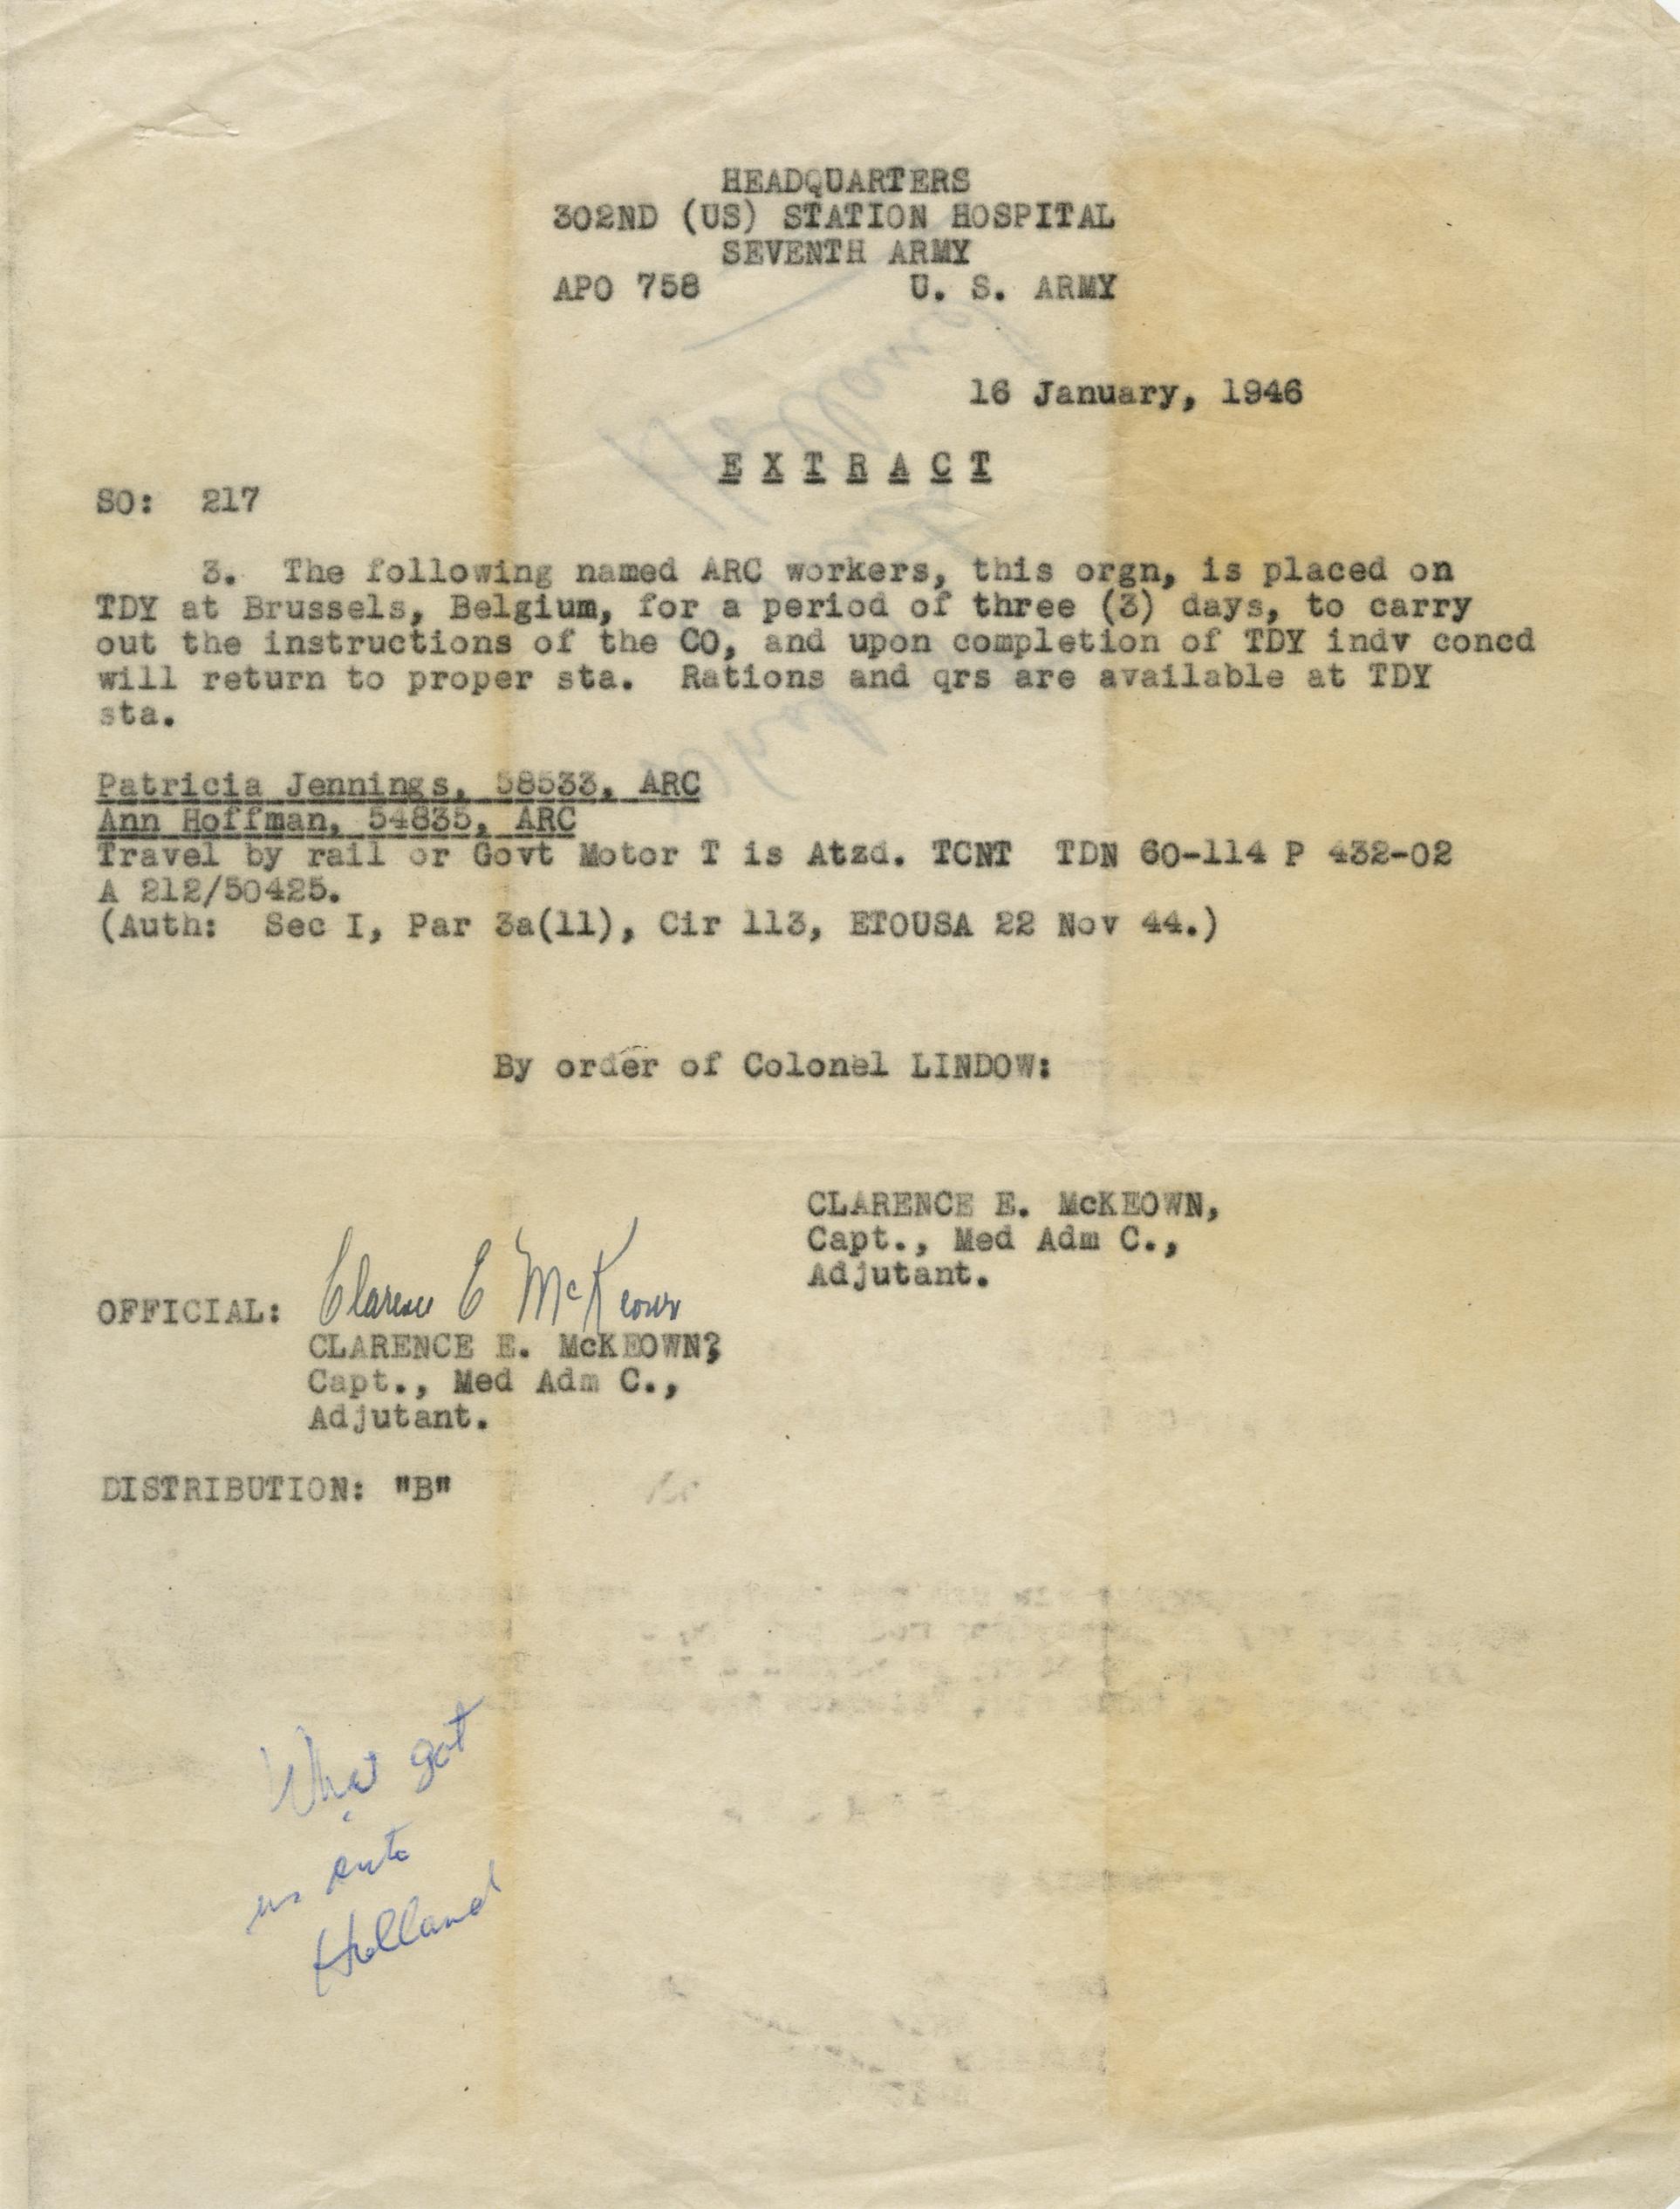 HEADQUARTERS
302ND (US) STATION HOSPITAL
SEVENTH ARMY
APO 758 U. S. ARMY
16 January, 1946
E X T R A C T
SO: 217
3. The following named ARC workers, this orgn, is placed on
TDY at Brussels, Belgium, for a period of three (3) days, to carry
out the instructions of the CO, and upon completion of TDY indv concd
will return to proper sta. Rations and qrs are available at TDY
sta.
Patricia Jennings, 58533, ARC
Ann Hoffman, 54835, ARC
Travel by rail or Govt Motor T is Atzd. TCNT TDN 60-114 P 432-02
A 212/50425.
(Auth: Sec I, Par 3a(11), Cir 113, ETOUSA 22 Nov 44.)
By order of Colonel LINDOW:
CLARENCE E. McKEOWN,
Capt., Med Adm C.,
Adjutant.
OFFICIAL: Clarence E McKeown
CLARENCE E. McKEOWN?
Capt., Med Adm C.,
Adjutant.
DISTRIBUTION: "B"
What got
us into
Holland